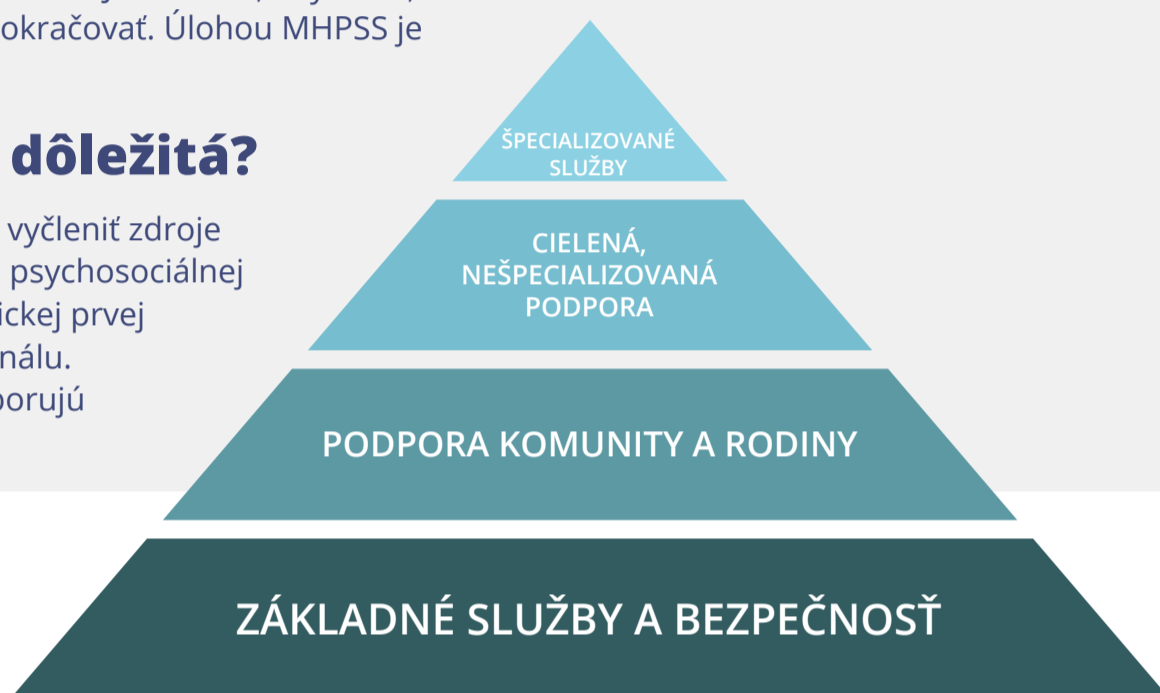 okračovať. Úlohou MHPSS je
dôležitá?
vyčleniť zdroje
psychosociálnej
ickej prvej
nálu.
porujú
ŠPECIALIZOVANÉ
SLUŽBY
CIELENÁ,
NEŠPECIALIZOVANÁ
PODPORA
PODPORA KOMUNITY A RODINY
ZÁKLADNÉ SLUŽBY A BEZPEČNOSŤ